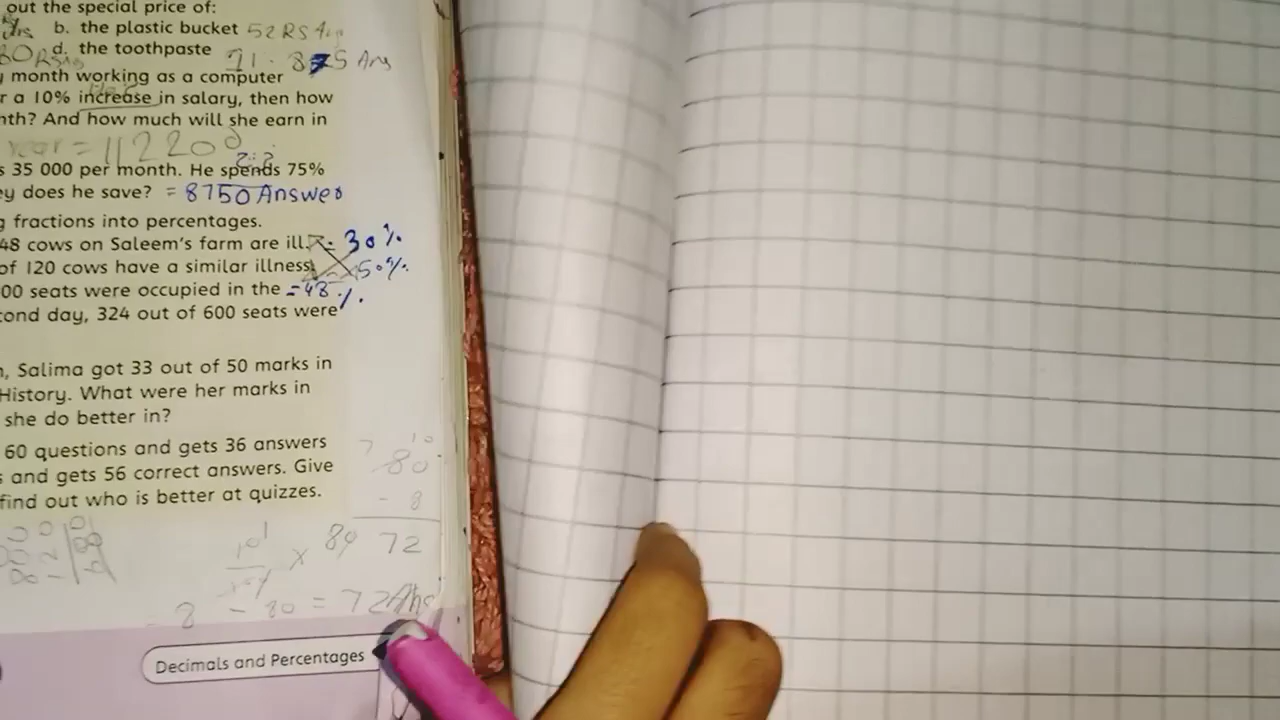 out the special price of:
b. the plastic bucket 52 RS
d. the toothpaste
Ans
month working as a computer
r a 10% increase in salary, then how
nth? And how much will she earn in
= 112200
s 35 000 per month. He spends 75%
ey does he save? = 8750 Answer
g fractions into percentages.
48 cows on Saleem's farm are ill. = 30%
of 120 cows have a similar illness 50%
00 seats were occupied in the = 48%
cond day, 324 out of 600 seats were
, Salima got 33 out of 50 marks in
History. What were her marks in
she do better in?
60 questions and gets 36 answers
s and gets 56 correct answers. Give
find out who is better at quizzes.
7 10
80
- 8
72
8 - 80 = 72 Ans
Decimals and Percentages